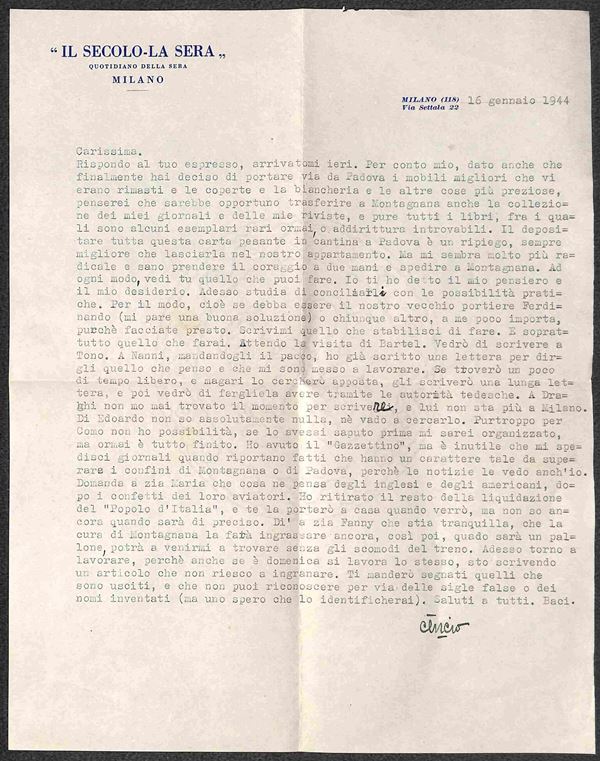 “ IL SECOLO-LA SERA „
QUOTIDIANO DELLA SERA
MILANO
MILANO (118)
Via Settala 22
16 gennaio 1944
Carissima.
Rispondo al tuo espresso, arrivatomi ieri. Per conto mio, dato anche che
finalmente hai deciso di portare via da Padova i mobili migliori che vi
erano rimasti e le coperte e la biancheria e le altre cose più preziose,
penserei che sarebbe opportuno trasferire a Montagnana anche la collezio-
ne dei miei giornali e delle mie riviste, e pure tutti i libri, fra i qua-
li sono alcuni esemplari rari ormai, o addirittura introvabili. Il deposi-
tare tutta questa carta pesante in cantina a Padova è un ripiego, sempre
migliore che lasciarla nel nostro appartamento. Ma mi sembra molto più ra-
dicale e sano prendere il coraggio a due mani e spedire a Montagnana. Ad
ogni modo, vedi tu quello che puoi fare. Io ti ho detto il mio pensiero e
il mio desiderio. Adesso studia di conciliarli con le possibilità prati-
che. Per il modo, cioè se debba essere il nostro vecchio portiere Ferdi-
nando (mi pare una buona soluzione) o chiunque altro, a me poco importa,
purchè facciate presto. Scrivimi quello che stabilisci di fare. E soprat-
tutto quello che farai. Attendo la visita di Bartel. Vedrò di scrivere a
Tono. A Nanni, mandandogli il pacco, ho già scritto una lettera per dir-
gli quello che penso e che mi sono messo a lavorare. Se troverò un poco
di tempo libero, e magari lo cercherò apposta, gli scriverò una lunga let-
tera, e poi vedrò di fargliela avere tramite le autorità tedesche. A Dra-
ghi non mo mai trovato il momento per scrivere, e lui non sta più a Milano.
Di Edoardo non so assolutamente nulla, nè vado a cercarlo. Purtroppo per
Como non ho possibilità, se lo avessi saputo prima mi sarei organizzato,
ma ormai è tutto finito. Ho avuto il "Gazzettino", ma è inutile che mi spe-
disci giornali quando riportano fatti che hanno un carattere tale da supe-
rare i confini di Montagnana o di Padova, perchè le notizie le vedo anch'io.
Domanda a zia Maria che cosa ne pensa degli inglesi e degli americani, do-
po i confetti dei loro aviatori. Ho ritirato il resto della liquidazione
del "Popolo d'Italia", e te la porterò a casa quando verrò, ma non so an-
cora quando sarà di preciso. Di' a zia Fanny che stia tranquilla, che la
cura di Montagnana la farà ingrassare ancora, così poi, quado sarà un pal-
lone, potrà a venirmi a trovare senza gli scomodi del treno. Adesso torno a
lavorare, perchè anche se è domenica si lavora lo stesso, sto scrivendo
un articolo che non riesco a ingranare. Ti manderò segnati quelli che
sono usciti, e che non puoi riconoscere per via delle sigle false o dei
nomi inventati (ma uno spero che lo identificherai). Saluti a tutti. Baci.
Cencio